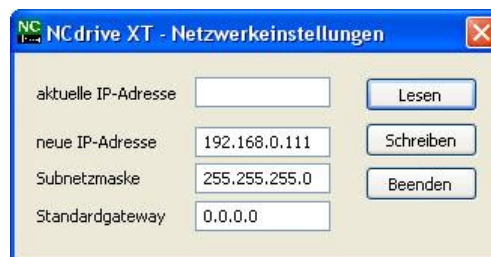 NCdrive XT - Netzwerkeinstellungen
aktuelle IP-Adresse
Lesen
neue IP-Adresse 192.168.0.111
Schreiben
Subnetzmaske 255.255.255.0
Beenden
Standardgateway 0.0.0.0